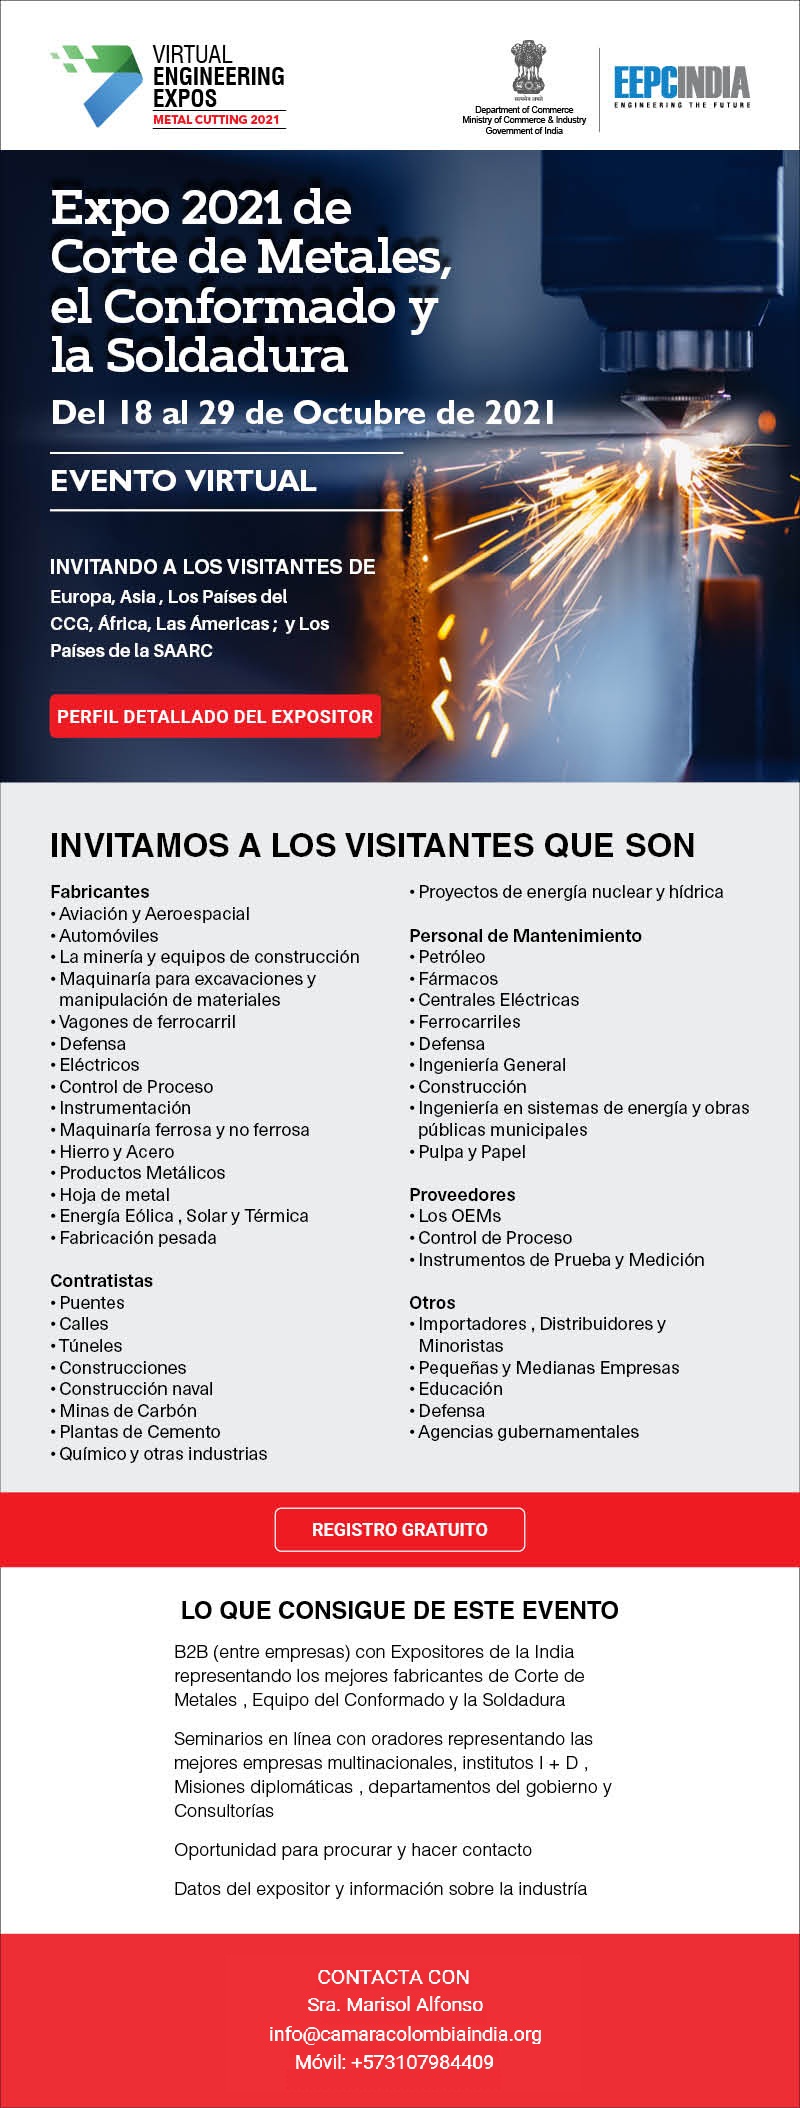 VIRTUAL
ENGINEERING
EXPOS
METAL CUTTING 2021
सत्यमेव जयते
Department of Commerce
Ministry of Commerce & Industry
Government of India
EEPCINDIA
ENGINEERING THE FUTURE
Expo 2021 de
Corte de Metales,
el Conformado y
la Soldadura
Del 18 al 29 de Octubre de 2021
EVENTO VIRTUAL
INVITANDO A LOS VISITANTES DE
Europa, Asia , Los Países del
CCG, África, Las Ámericas ; y Los
Países de la SAARC
PERFIL DETALLADO DEL EXPOSITOR
INVITAMOS A LOS VISITANTES QUE SON
Fabricantes
• Aviación y Aeroespacial
• Automóviles
• La minería y equipos de construcción
• Maquinaría para excavaciones y
manipulación de materiales
• Vagones de ferrocarril
• Defensa
• Eléctricos
• Control de Proceso
• Instrumentación
• Maquinaría ferrosa y no ferrosa
• Hierro y Acero
• Productos Metálicos
• Hoja de metal
• Energía Eólica , Solar y Térmica
• Fabricación pesada
Contratistas
• Puentes
• Calles
• Túneles
• Construcciones
• Construcción naval
• Minas de Carbón
• Plantas de Cemento
• Químico y otras industrias
• Proyectos de energía nuclear y hídrica
Personal de Mantenimiento
• Petróleo
• Fármacos
• Centrales Eléctricas
• Ferrocarriles
• Defensa
• Ingeniería General
• Construcción
• Ingeniería en sistemas de energía y obras
públicas municipales
• Pulpa y Papel
Proveedores
• Los OEMs
• Control de Proceso
• Instrumentos de Prueba y Medición
Otros
• Importadores , Distribuidores y
Minoristas
• Pequeñas y Medianas Empresas
• Educación
• Defensa
• Agencias gubernamentales
REGISTRO GRATUITO
LO QUE CONSIGUE DE ESTE EVENTO
B2B (entre empresas) con Expositores de la India
representando los mejores fabricantes de Corte de
Metales , Equipo del Conformado y la Soldadura
Seminarios en línea con oradores representando las
mejores empresas multinacionales, institutos I + D ,
Misiones diplomáticas , departamentos del gobierno y
Consultorías
Oportunidad para procurar y hacer contacto
Datos del expositor y información sobre la industría
CONTACTA CON
Sra. Marisol Alfonso
info@camaracolombiaindia.org
Móvil: +573107984409